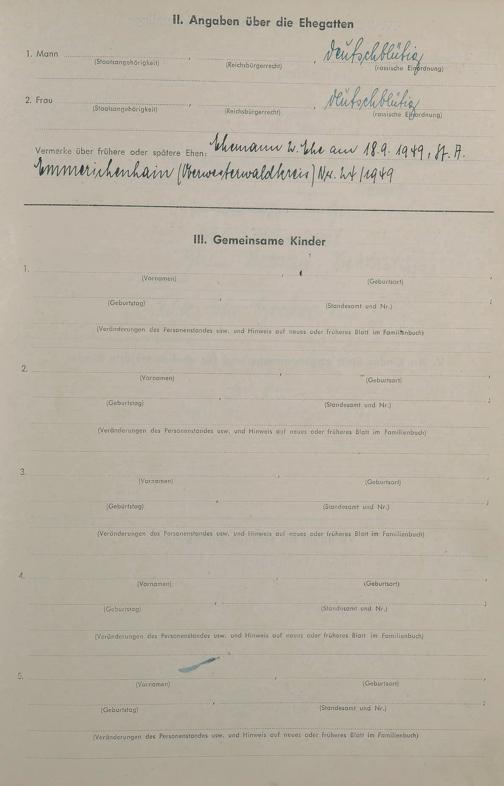 II. Angaben über die Ehegatten
1. Mann , , deutschblütig
(Staatsangehörigkeit) (Reichsbürgerrecht) (rassische Einordnung)
2. Frau , , deutschblütig
(Staatsangehörigkeit) (Reichsbürgerrecht) (rassische Einordnung)
Vermerke über frühere oder spätere Ehen: Ehemann 2. Ehe am 18.9.1949, St. A.
Emmerichenhain (Oberwesterwaldkreis) Nr. 24/1949
III. Gemeinsame Kinder
1. ,
(Vornamen) (Geburtsort)
, ;
(Geburtstag) (Standesamt und Nr.)
(Veränderungen des Personenstandes usw. und Hinweis auf neues oder früheres Blatt im Familienbuch)
2. ,
(Vornamen) (Geburtsort)
, ;
(Geburtstag) (Standesamt und Nr.)
(Veränderungen des Personenstandes usw. und Hinweis auf neues oder früheres Blatt im Familienbuch)
3. ,
(Vornamen) (Geburtsort)
, ;
(Geburtstag) (Standesamt und Nr.)
(Veränderungen des Personenstandes usw. und Hinweis auf neues oder früheres Blatt im Familienbuch)
4. ,
(Vornamen) (Geburtsort)
, ;
(Geburtstag) (Standesamt und Nr.)
(Veränderungen des Personenstandes usw. und Hinweis auf neues oder früheres Blatt im Familienbuch)
5. ,
(Vornamen) (Geburtsort)
, ;
(Geburtstag) (Standesamt und Nr.)
(Veränderungen des Personenstandes usw. und Hinweis auf neues oder früheres Blatt im Familienbuch)